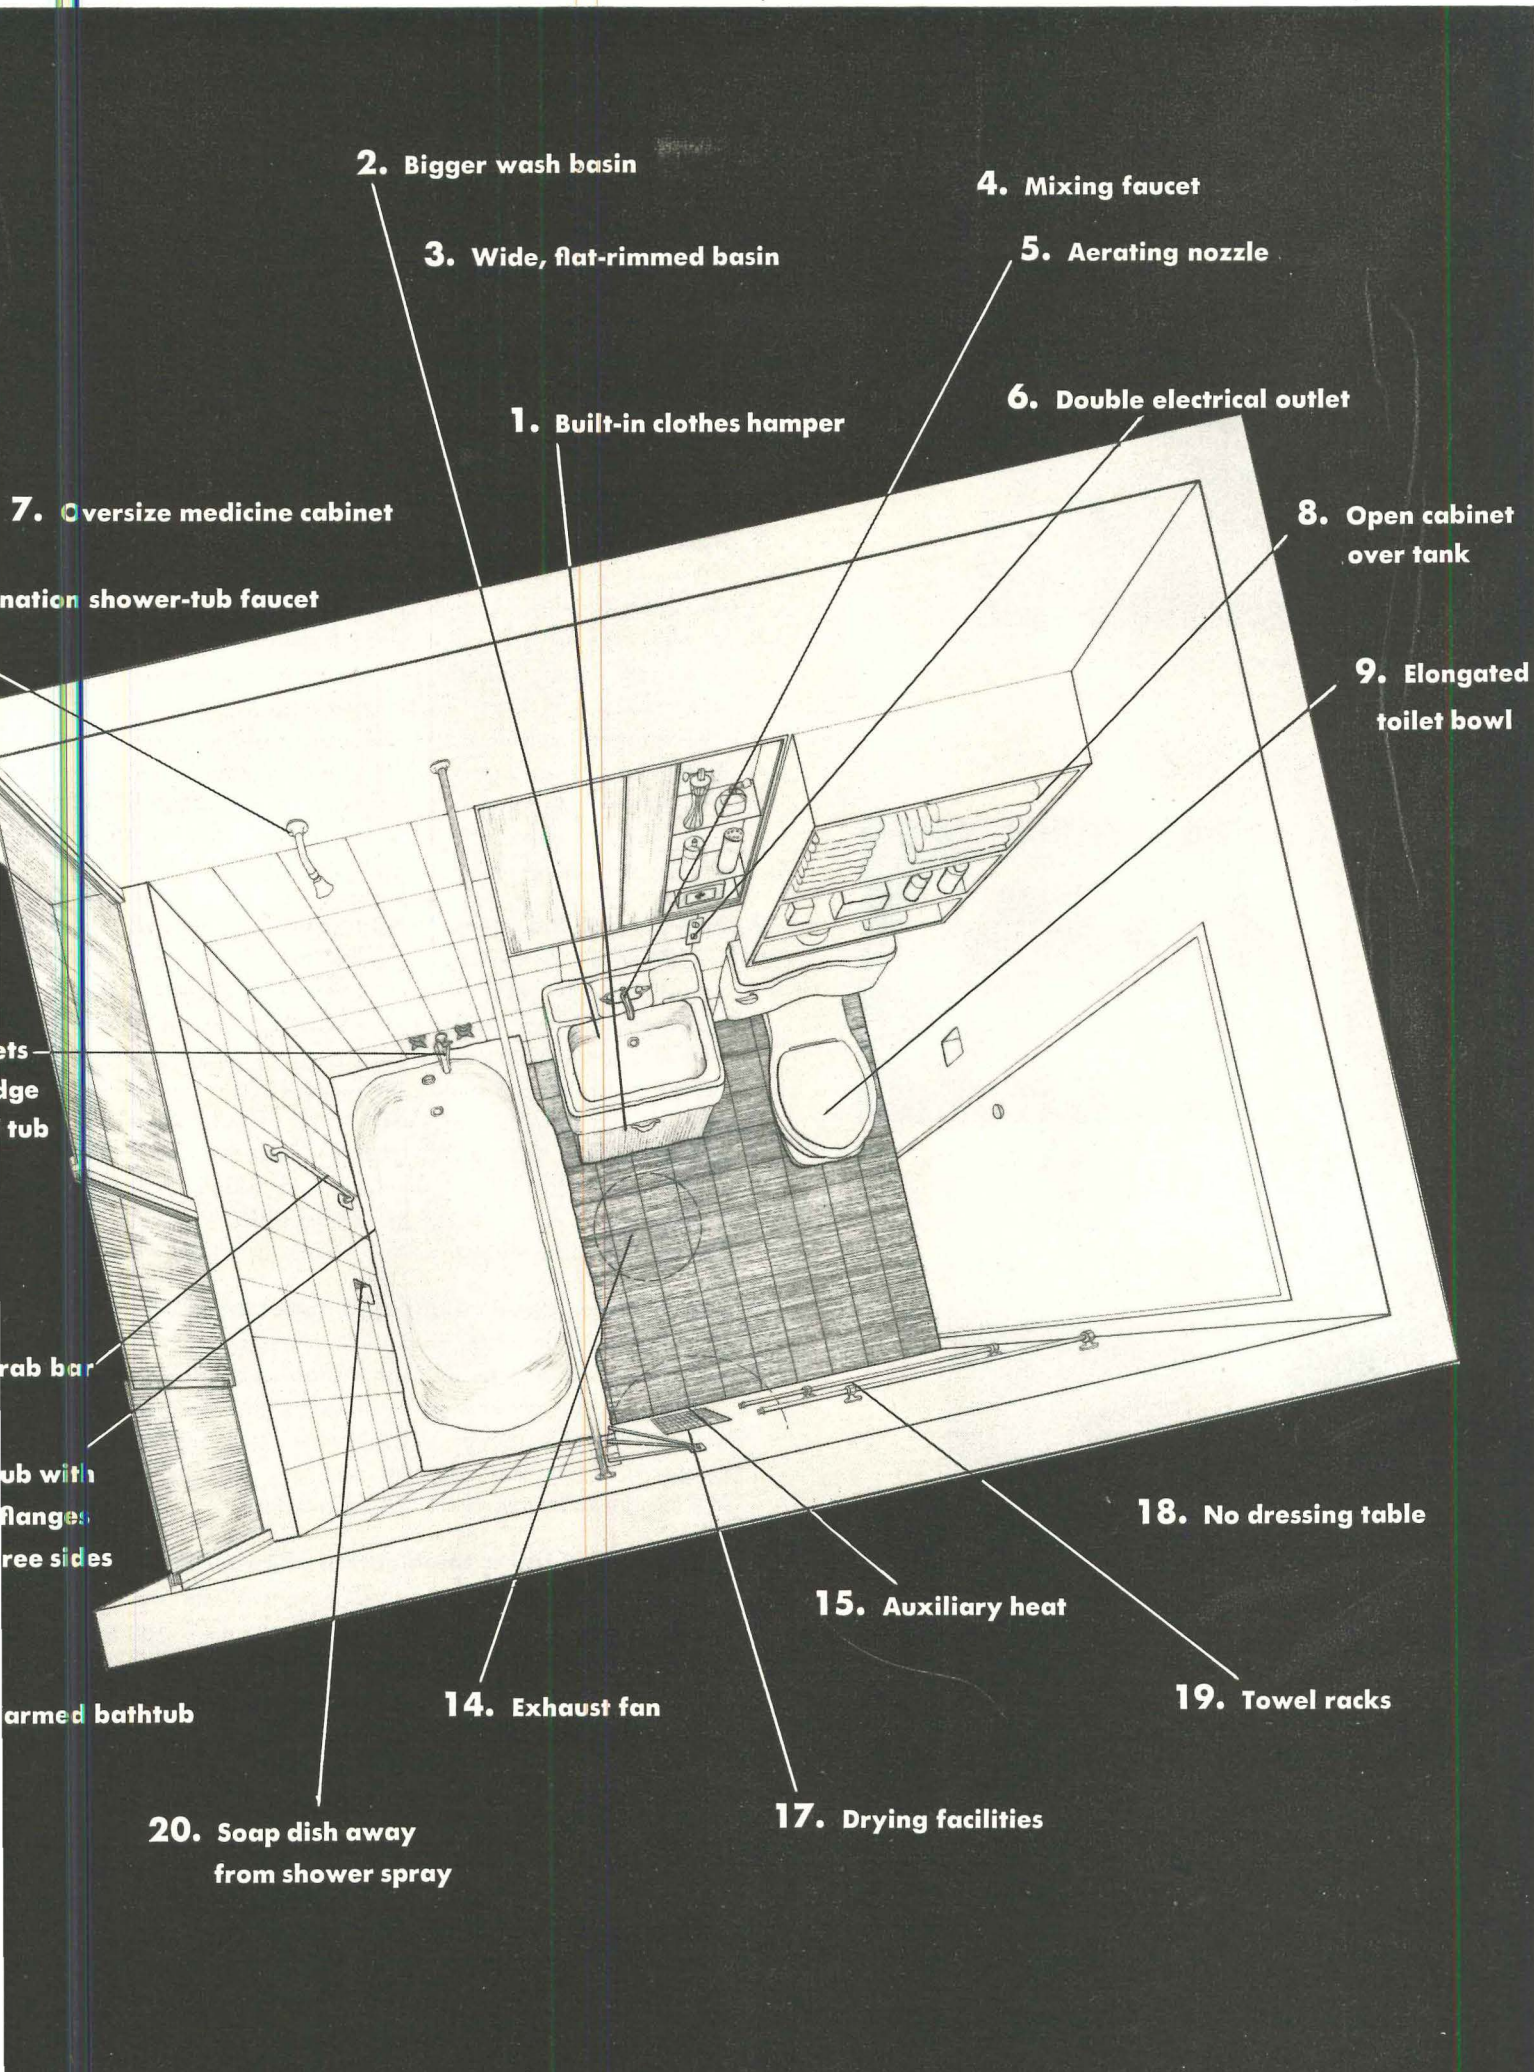 2. Bigger wash basin
4. Mixing faucet
3. Wide, flat-rimmed basin
5. Aerating nozzle
6. Double electrical outlet
1. Built-in clothes hamper
7. Oversize medicine cabinet
8. Open cabinet
over tank
nation shower-tub faucet
9. Elongated
toilet bowl
ets
dge
tub
rab bar
ub with
flanges
ree sides
18. No dressing table
15. Auxiliary heat
19. Towel racks
14. Exhaust fan
armed bathtub
17. Drying facilities
20. Soap dish away
from shower spray